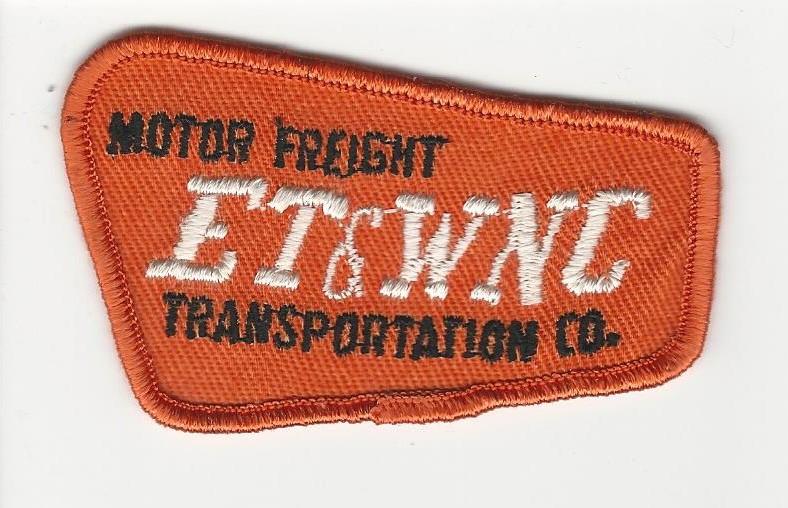 MOTOR FREIGHT
ET&WNC
TRANSPORTATION CO.